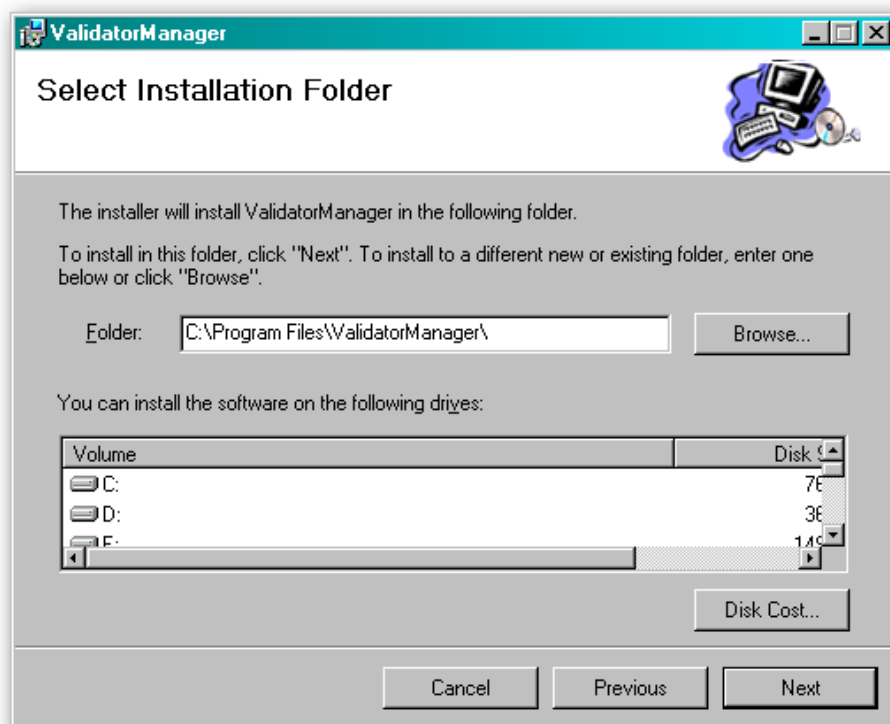 ValidatorManager
Select Installation Folder
The installer will install ValidatorManager in the following folder.
To install in this folder, click "Next". To install to a different new or existing folder, enter one
below or click "Browse".
Folder: C:\Program Files\ValidatorManager\ Browse...
You can install the software on the following drives:
Volume Disk
C:
D:
Disk Cost...
Cancel Previous Next